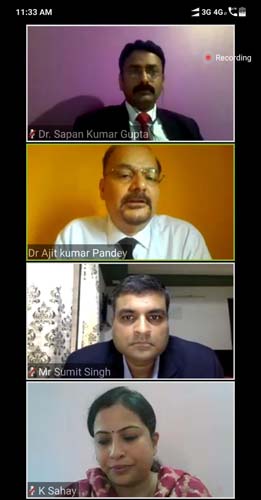 11:33 AM
3G 4G
Recording
Dr. Sapan Kumar Gupta
Dr Ajit kumar Pandey
Mr Sumit Singh
K Sahay